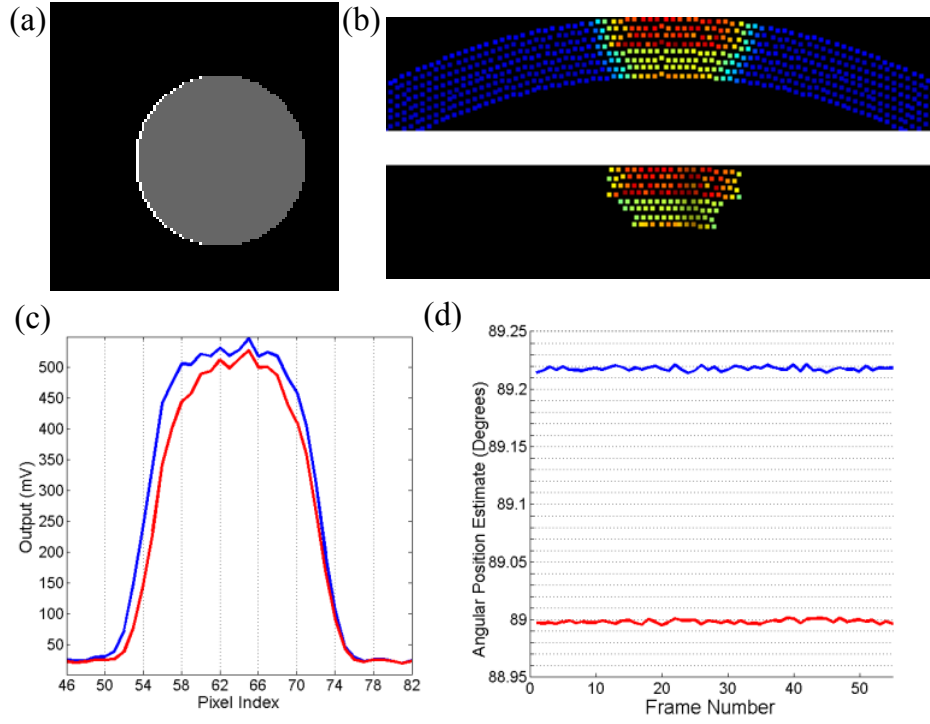 (a)
(b)
(c)
500
450
400
350
300
250
200
150
100
50
Output (mV)
46 50 54 58 62 66 70 74 78 82
Pixel Index
(d)
89.25
89.2
89.15
89.1
89.05
89
88.95
Angular Position Estimate (Degrees)
0 10 20 30 40 50
Frame Number